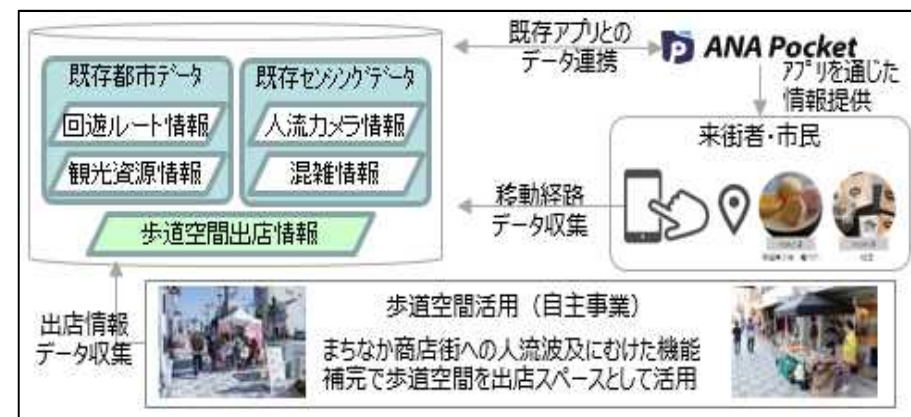 既存アプリとの
データ連携
ANA Pocket
アプリを通じた
情報提供
既存都市データ
回遊ルート情報
観光資源情報
既存センシングデータ
人流カメラ情報
混雑情報
歩道空間出店情報
移動経路
データ収集
来街者・市民
出店情報
データ収集
歩道空間活用（自主事業）
まちなか商店街への人流波及にむけた機能
補完で歩道空間を出店スペースとして活用